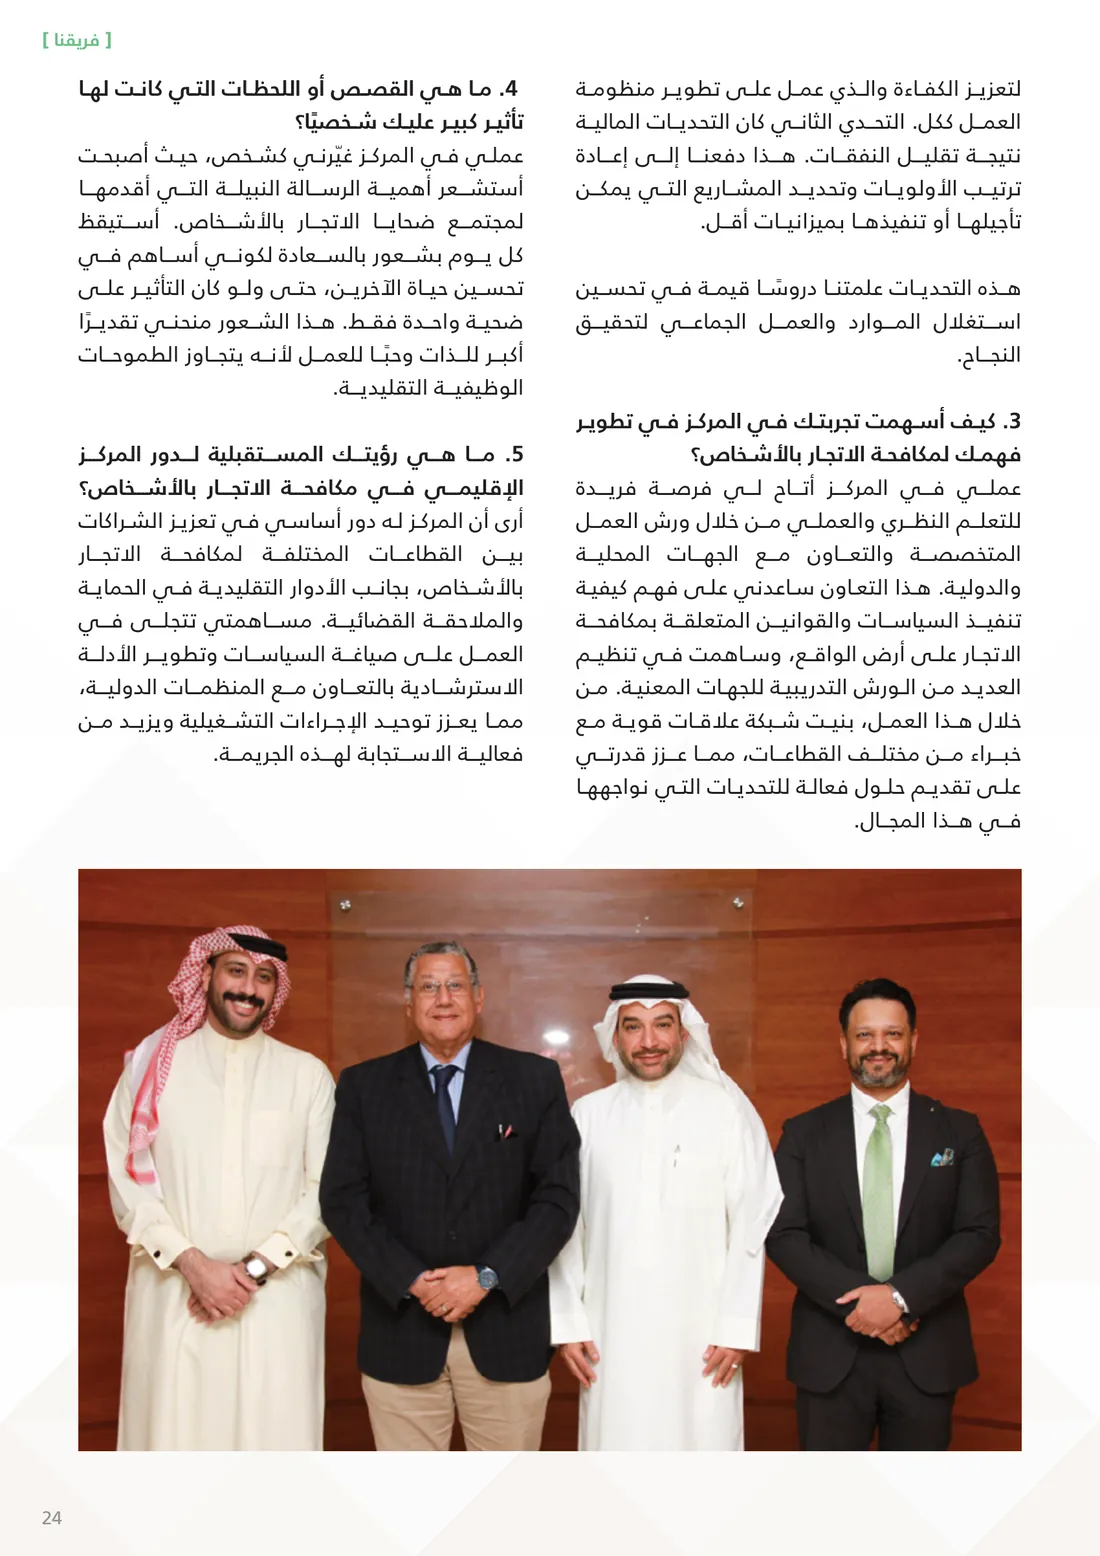 [ فريقنا ]
لتعزيز الكفاءة والذي عمل على تطوير منظومة
العمل ككل. التحدي الثاني كان التحديات المالية
نتيجة تقليل النفقات. هذا دفعنا إلى إعادة
ترتيب الأولويات وتحديد المشاريع التي يمكن
تأجيلها أو تنفيذها بميزانيات أقل.
هذه التحديات علمتنا دروسًا قيمة في تحسين
استغلال الموارد والعمل الجماعي لتحقيق
النجاح.
3. كيف أسهمت تجربتك في المركز في تطوير
فهمك لمكافحة الاتجار بالأشخاص؟
عملي في المركز أتاح لي فرصة فريدة
للتعلم النظري والعملي من خلال ورش العمل
المتخصصة والتعاون مع الجهات المحلية
والدولية. هذا التعاون ساعدني على فهم كيفية
تنفيذ السياسات والقوانين المتعلقة بمكافحة
الاتجار على أرض الواقع، وساهمت في تنظيم
العديد من الورش التدريبية للجهات المعنية. من
خلال هذا العمل، بنيت شبكة علاقات قوية مع
خبراء من مختلف القطاعات، مما عزز قدرتي
على تقديم حلول فعالة للتحديات التي نواجهها
في هذا المجال.
4. ما هي القصص أو اللحظات التي كانت لها
تأثير كبير عليك شخصيًا؟
عملي في المركز غيّرني كشخص، حيث أصبحت
أستشعر أهمية الرسالة النبيلة التي أقدمها
لمجتمع ضحايا الاتجار بالأشخاص. أستيقظ
كل يوم بشعور بالسعادة لكوني أساهم في
تحسين حياة الآخرين، حتى ولو كان التأثير على
ضحية واحدة فقط. هذا الشعور منحني تقديرًا
أكبر للذات وحبًا للعمل لأنه يتجاوز الطموحات
الوظيفية التقليدية.
5. ما هي رؤيتك المستقبلية لدور المركز
الإقليمي في مكافحة الاتجار بالأشخاص؟
أرى أن المركز له دور أساسي في تعزيز الشراكات
بين القطاعات المختلفة لمكافحة الاتجار
بالأشخاص، بجانب الأدوار التقليدية في الحماية
والملاحقة القضائية. مساهمتي تتجلى في
العمل على صياغة السياسات وتطوير الأدلة
الاسترشادية بالتعاون مع المنظمات الدولية،
مما يعزز توحيد الإجراءات التشغيلية ويزيد من
فعالية الاستجابة لهذه الجريمة.
24